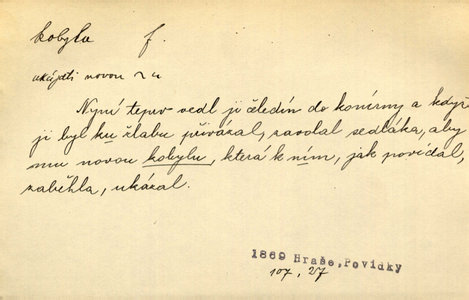 kobyla f.
ukázati novou ~u
Nyní teprv vedl ji čeledín do konírny a když
ji byl ku žlabu přivázal, zavolal sedláka, aby
mu novou kobylu, která k ním, jak povídal,
zaběhla, ukázal.
1869 Hraše, Povídky
107, 27